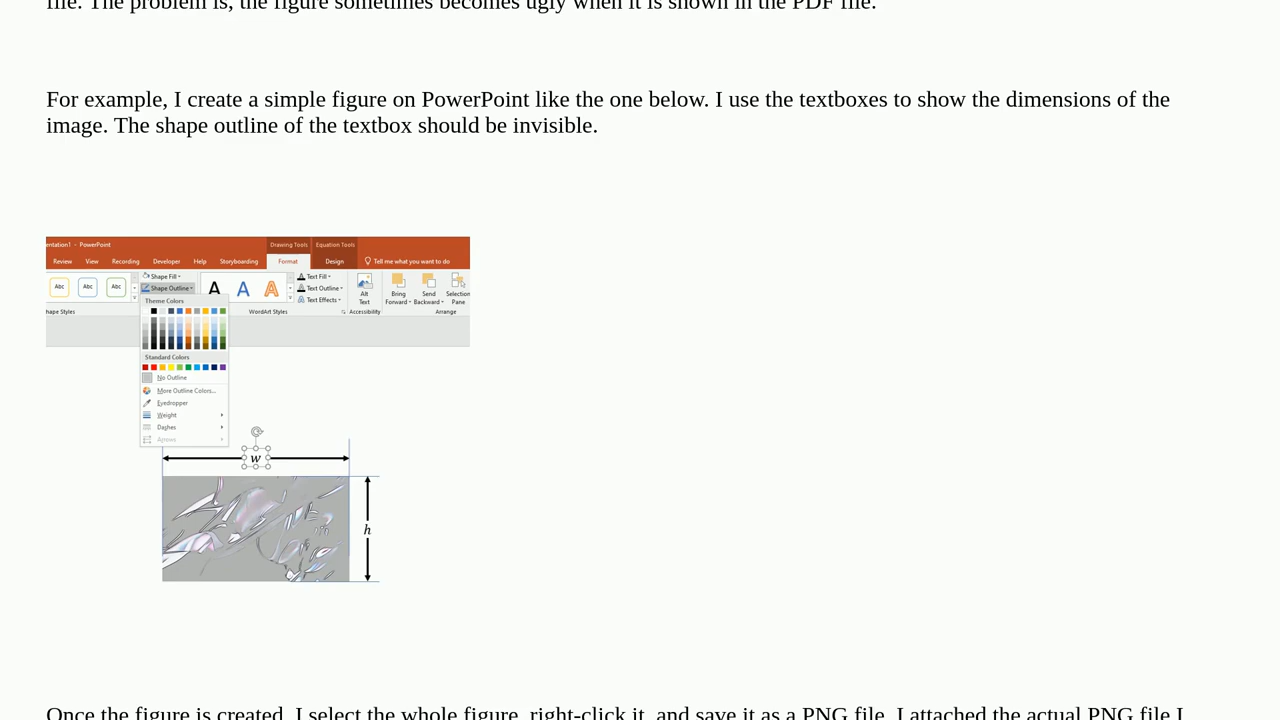 file. The problem is, the figure sometimes becomes ugly when it is shown in the PDF file.
For example, I create a simple figure on PowerPoint like the one below. I use the textboxes to show the dimensions of the
image. The shape outline of the textbox should be invisible.
entation1 - PowerPoint
Drawing Tools
Equation Tools
Review
View
Recording
Developer
Help
Storyboarding
Format
Design
Tell me what you want to do
Abc
Abc
Abc
Shape Fill
Shape Outline
A
A
A
Text Fill
Text Outline
Text Effects
Alt
Text
Bring
Forward
Send
Backward
Selection
Pane
hape Styles
WordArt Styles
Accessibility
Arrange
Theme Colors
Standard Colors
No Outline
More Outline Colors...
Eyedropper
Weight
Dashes
Arrows
w
h
Once the figure is created, I select the whole figure, right-click it, and save it as a PNG file. I attached the actual PNG file I